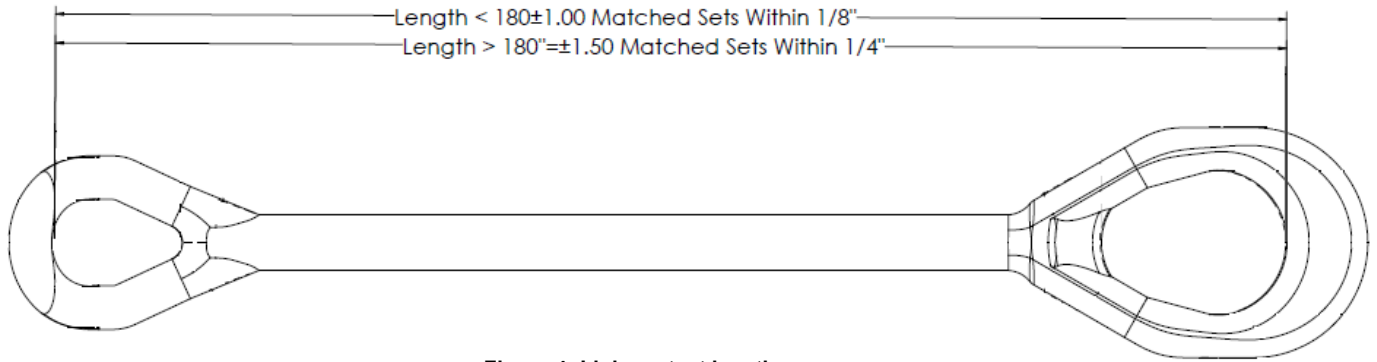 Length < 180±1.00 Matched Sets Within 1/8"
Length > 180"=±1.50 Matched Sets Within 1/4"